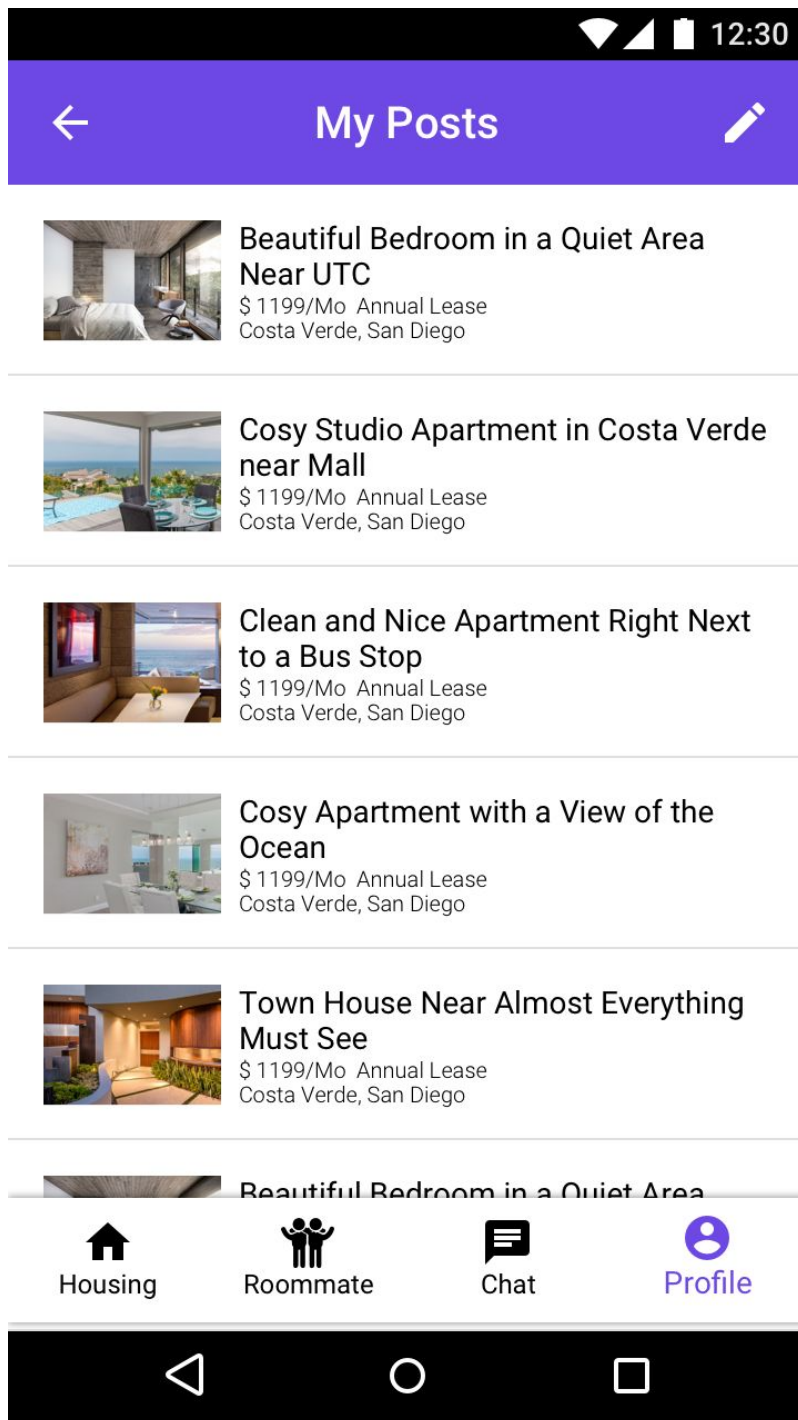 12:30
My Posts
Beautiful Bedroom in a Quiet Area
Near UTC
$ 1199/Mo Annual Lease
Costa Verde, San Diego
Cosy Studio Apartment in Costa Verde
near Mall
$ 1199/Mo Annual Lease
Costa Verde, San Diego
Clean and Nice Apartment Right Next
to a Bus Stop
$ 1199/Mo Annual Lease
Costa Verde, San Diego
Cosy Apartment with a View of the
Ocean
$ 1199/Mo Annual Lease
Costa Verde, San Diego
Town House Near Almost Everything
Must See
$ 1199/Mo Annual Lease
Costa Verde, San Diego
Beautiful Bedroom in a Quiet Area
Housing
Roommate
Chat
Profile